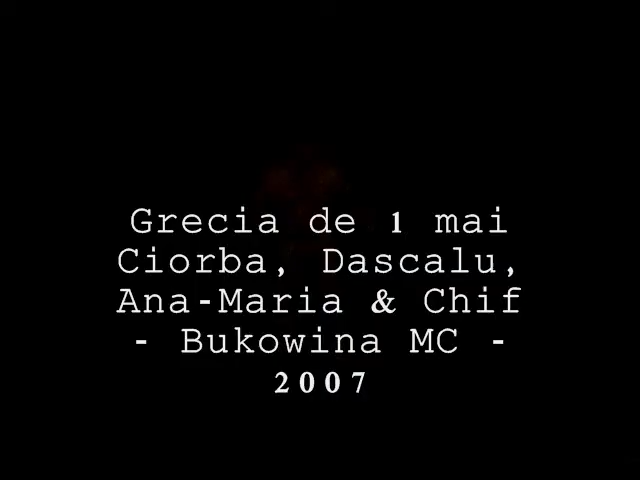 Grecia de 1 mai
Ciorba, Dascalu,
Ana-Maria & Chif
- Bukowina MC -
2007